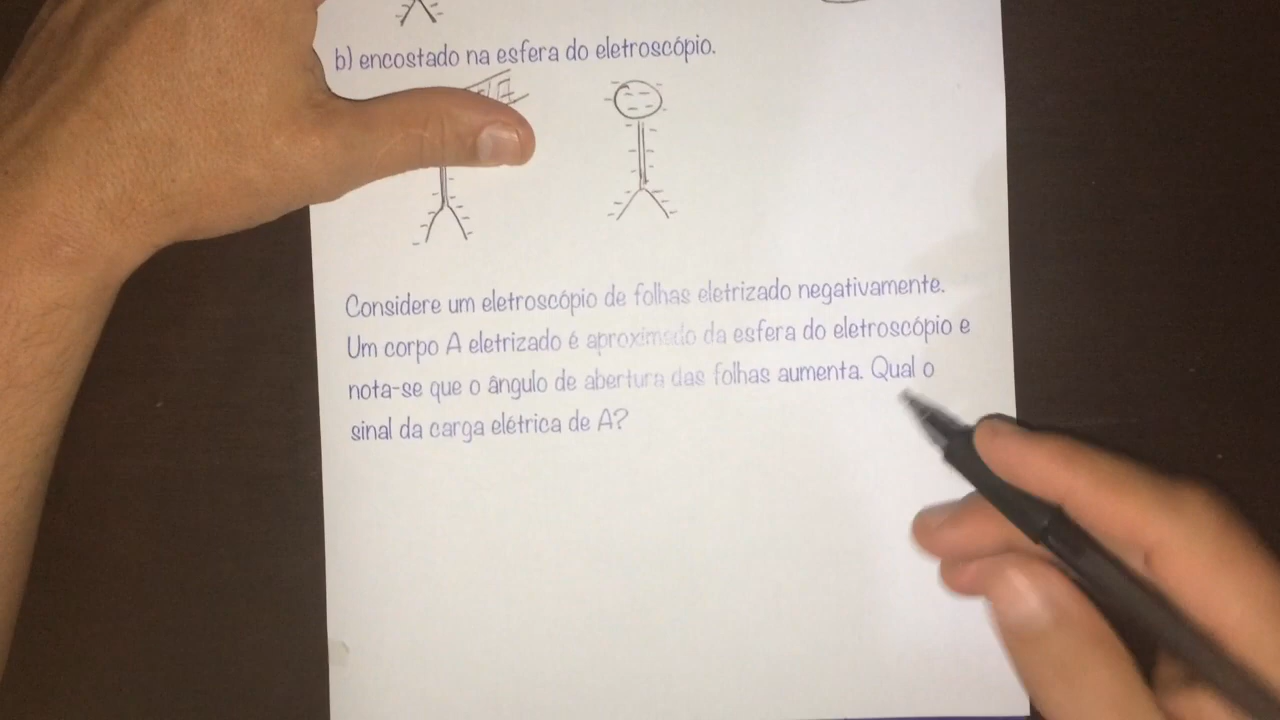 b) encostado na esfera do eletroscópio.
Considere um eletroscópio de folhas eletrizado negativamente.
Um corpo A eletrizado é aproximado da esfera do eletroscópio e
nota-se que o ângulo de abertura das folhas aumenta. Qual o
sinal da carga elétrica de A?